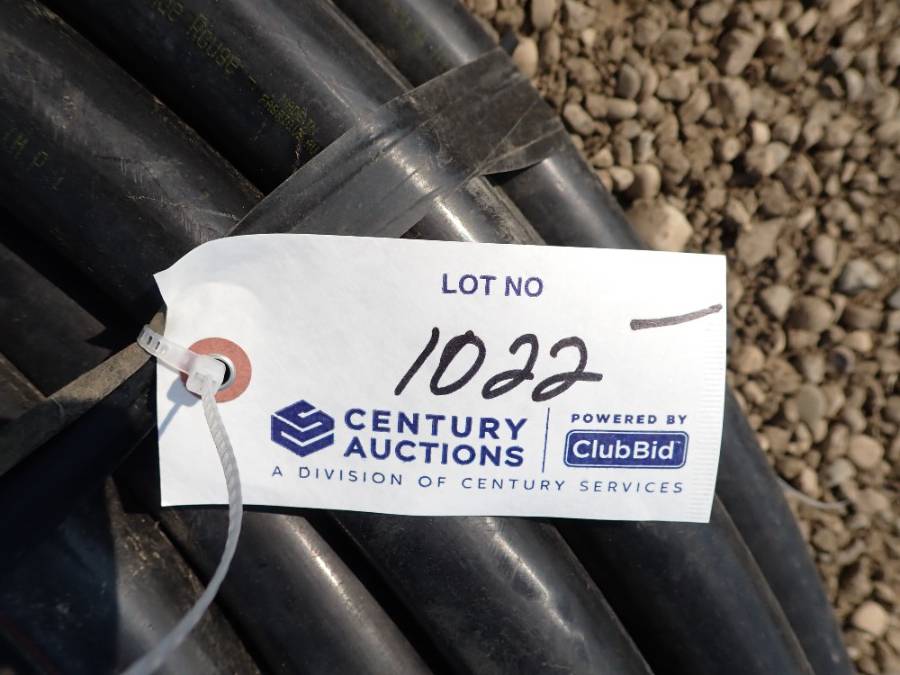 LOT NO
1022
CENTURY
AUCTIONS
POWERED BY
ClubBid
A DIVISION OF CENTURY SERVICES